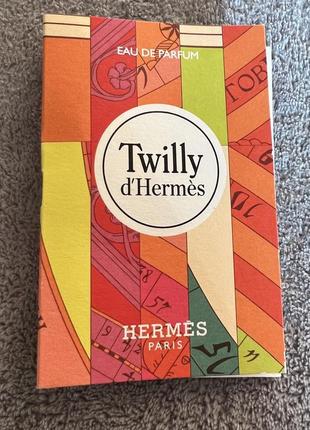 EAU DE PARFUM
Twilly
d'Hermès
HERMÈS
PARIS